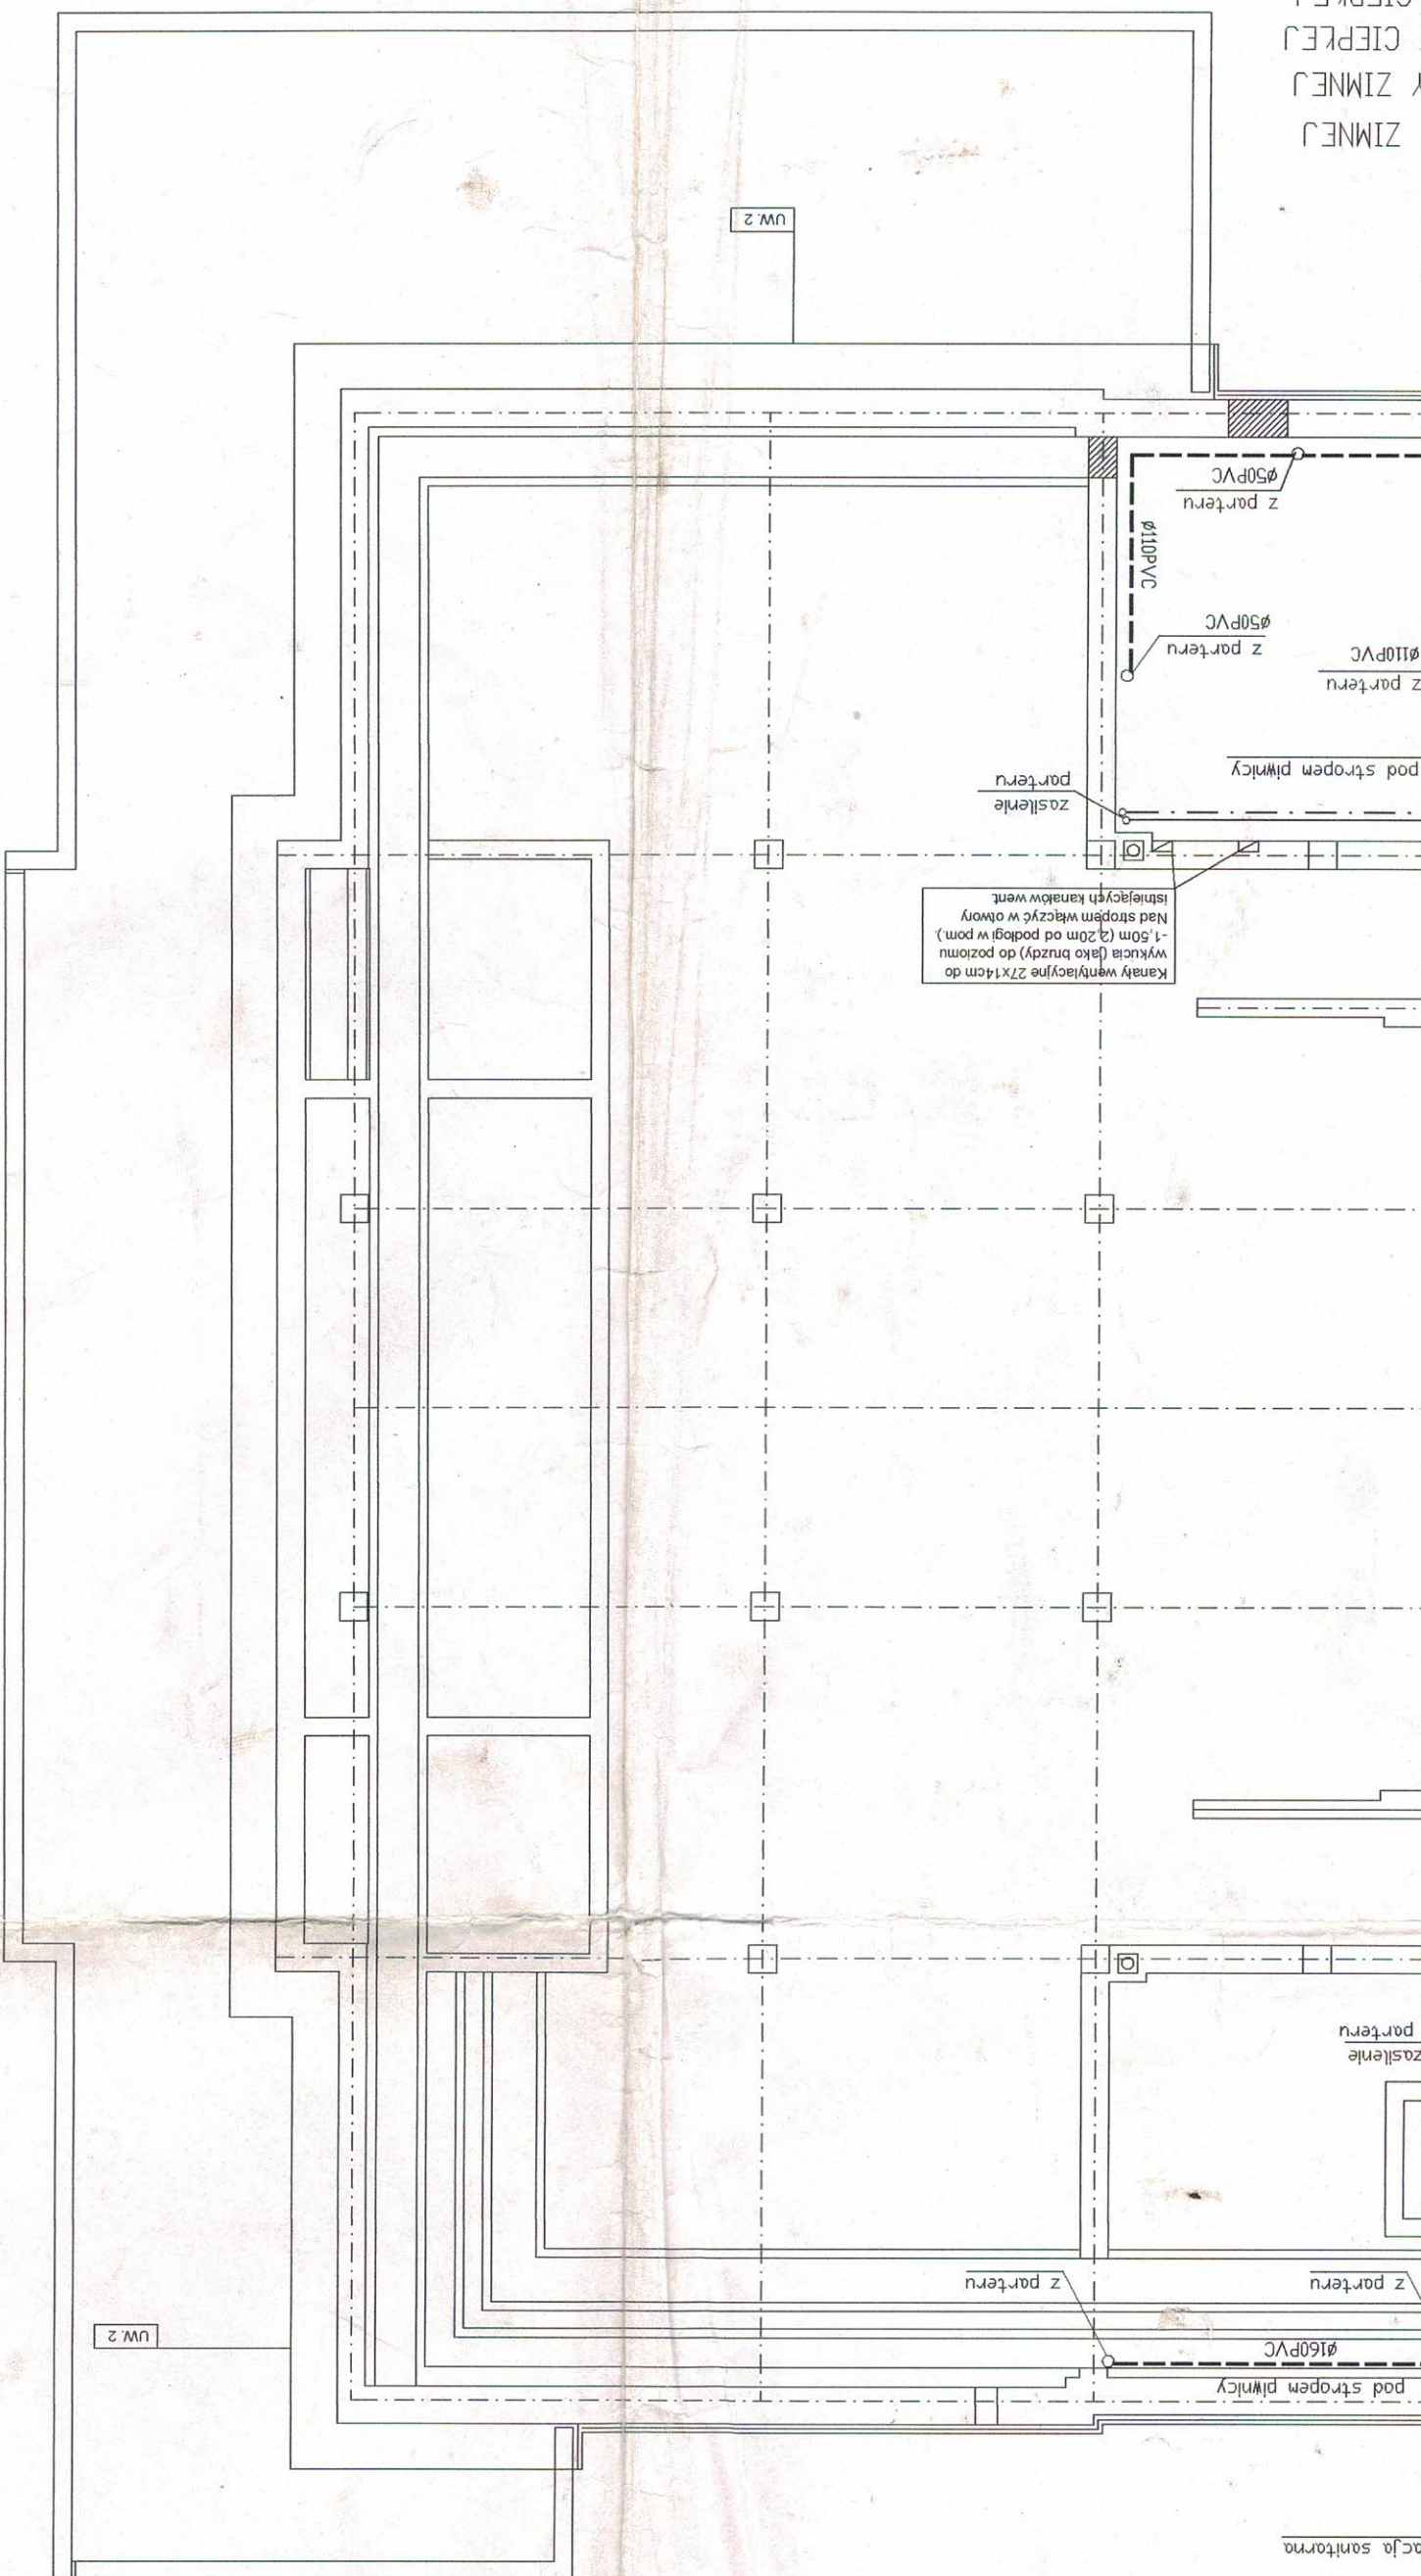 acja sanitarna
pod stropem piwnicy
ø160PVC
z parteru
z parteru
UW. 2
zasilenie
parteru
Kanały wentylacyjne 27x14cm do
wykucia (jako bruzdy) do poziomu
-1,50m (2,20m od podłogi w pom.).
Nad stropem włączyć w otwory
istniejących kanałów went.
zasilenie
parteru
pod stropem piwnicy
z parteru
ø110PVC
z parteru
ø50PVC
ø110PVC
z parteru
ø50PVC
UW. 2
ZIMNEJ
Y ZIMNEJ
CIEPŁEJ
CIEPŁEJ